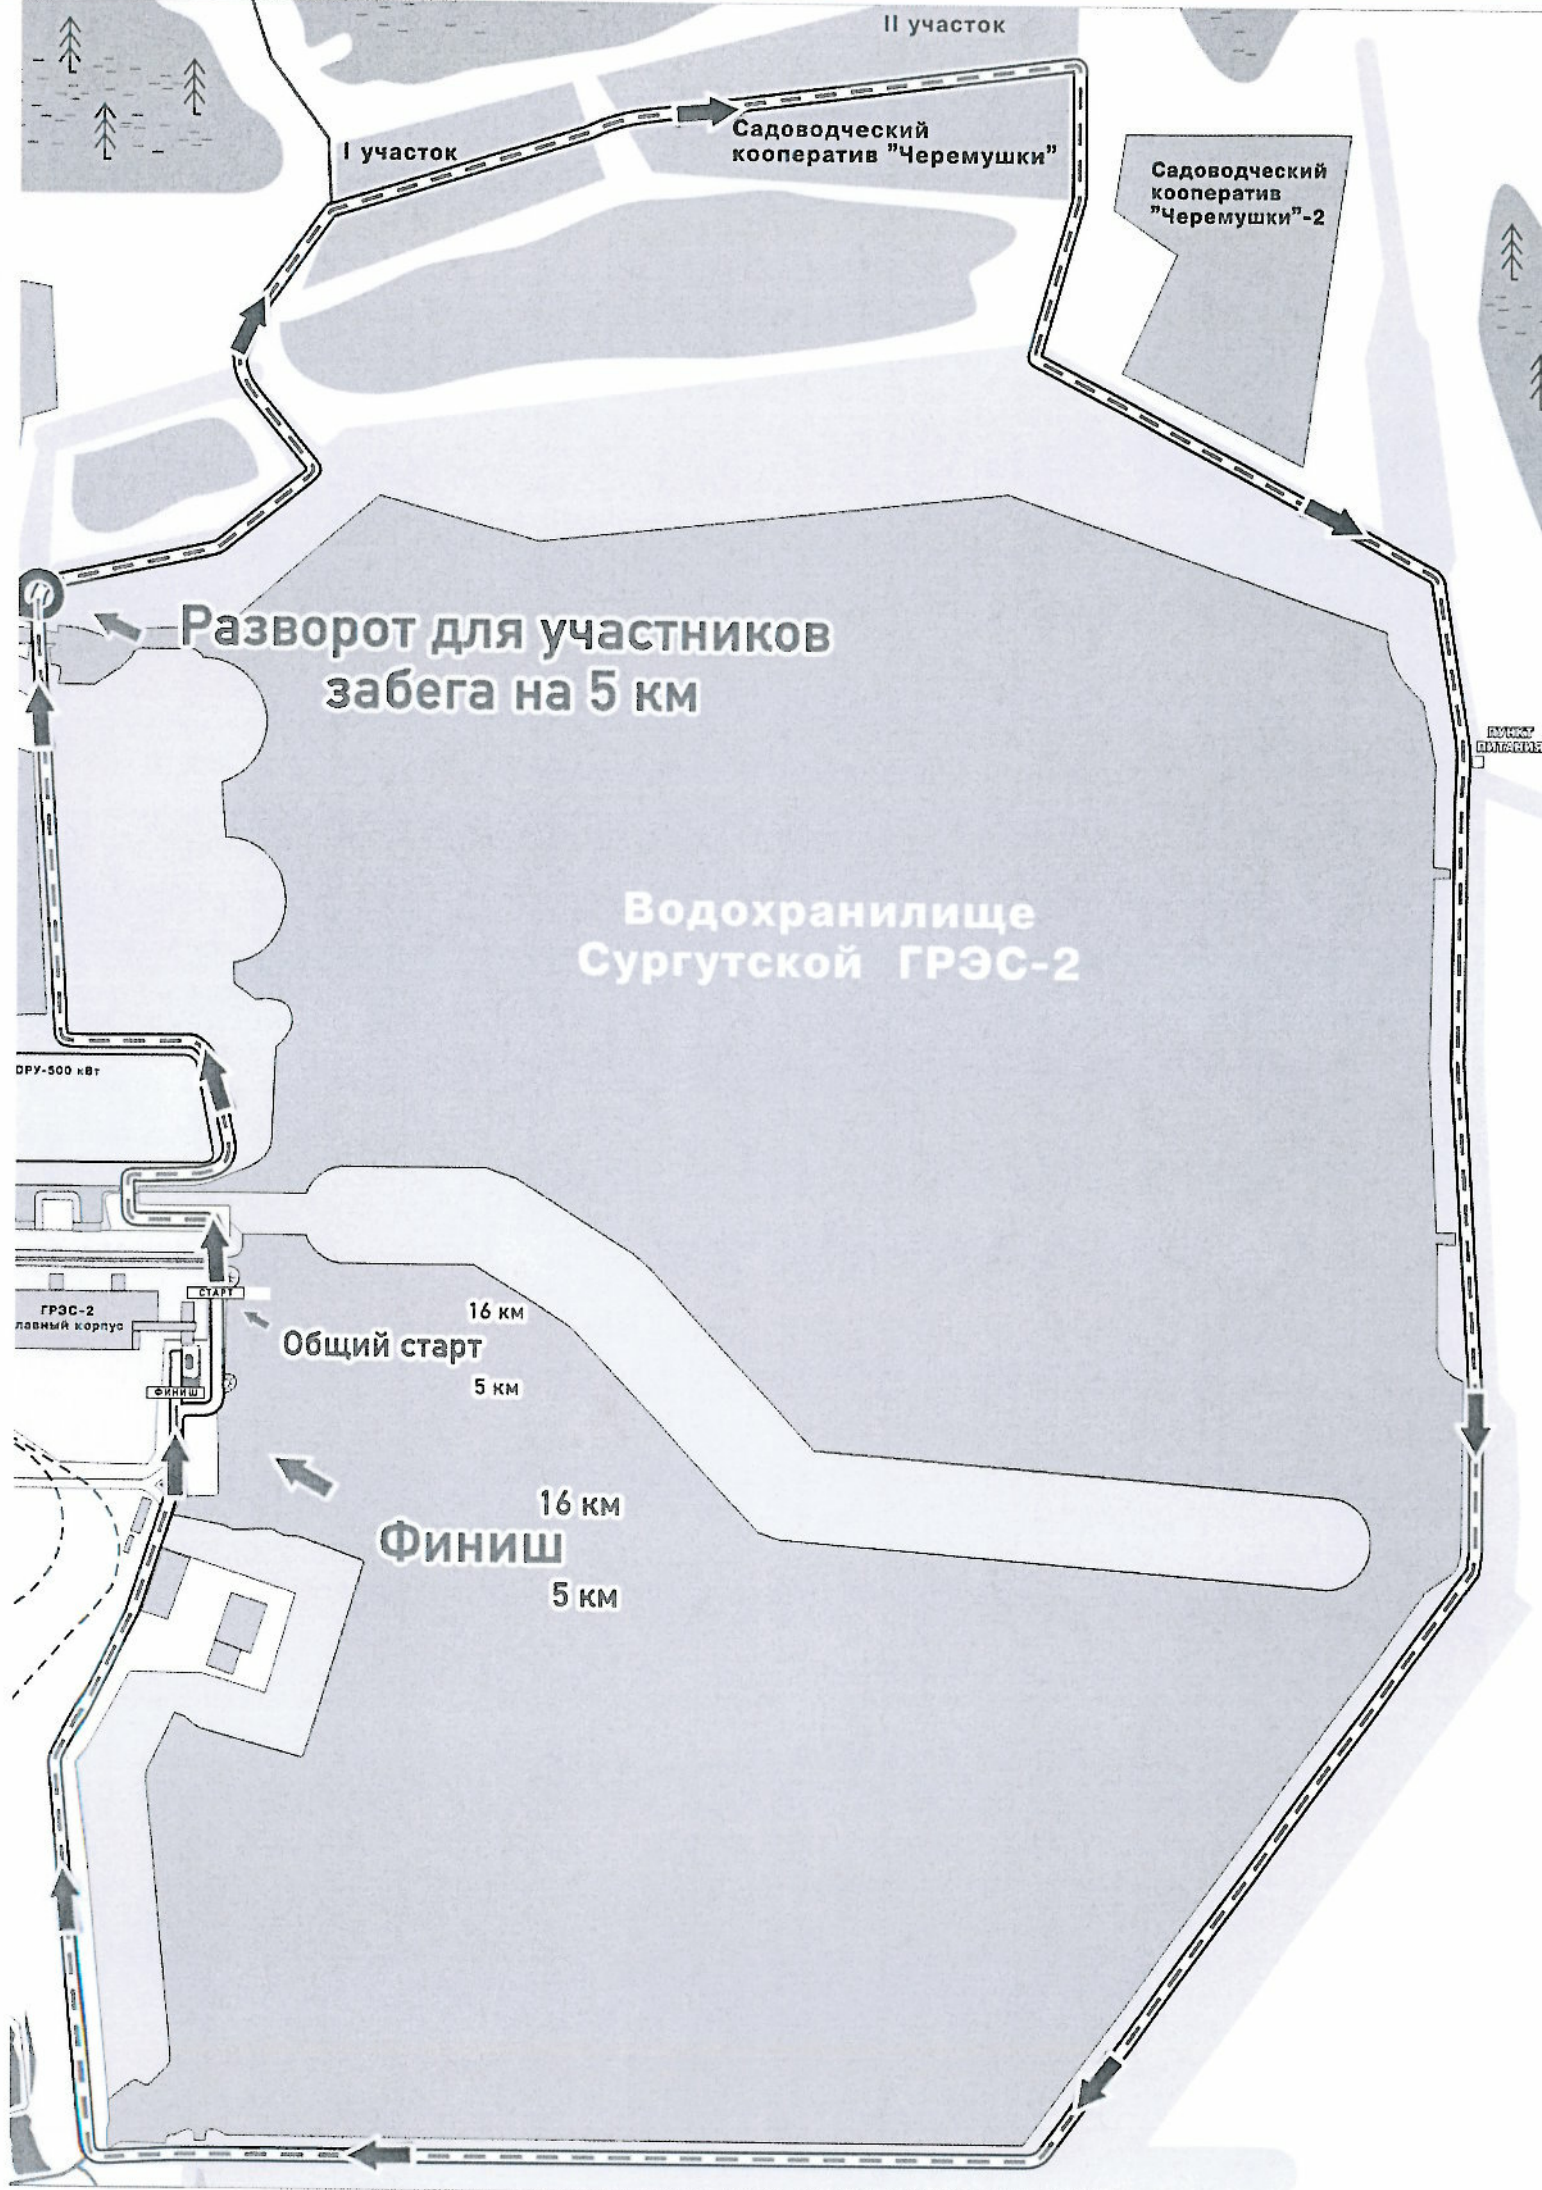 II участок
I участок
Садоводческий
кооператив "Черемушки"
Садоводческий
кооператив
"Черемушки"-2
Разворот для участников
забега на 5 км
ПУНКТ
ПИТАНИЯ
Водохранилище
Сургутской ГРЭС-2
ОРУ-500 кВт
СТАРТ
ГРЭС-2
лавный корпус
16 км
Общий старт
5 км
ФИНИШ
16 км
Финиш
5 км